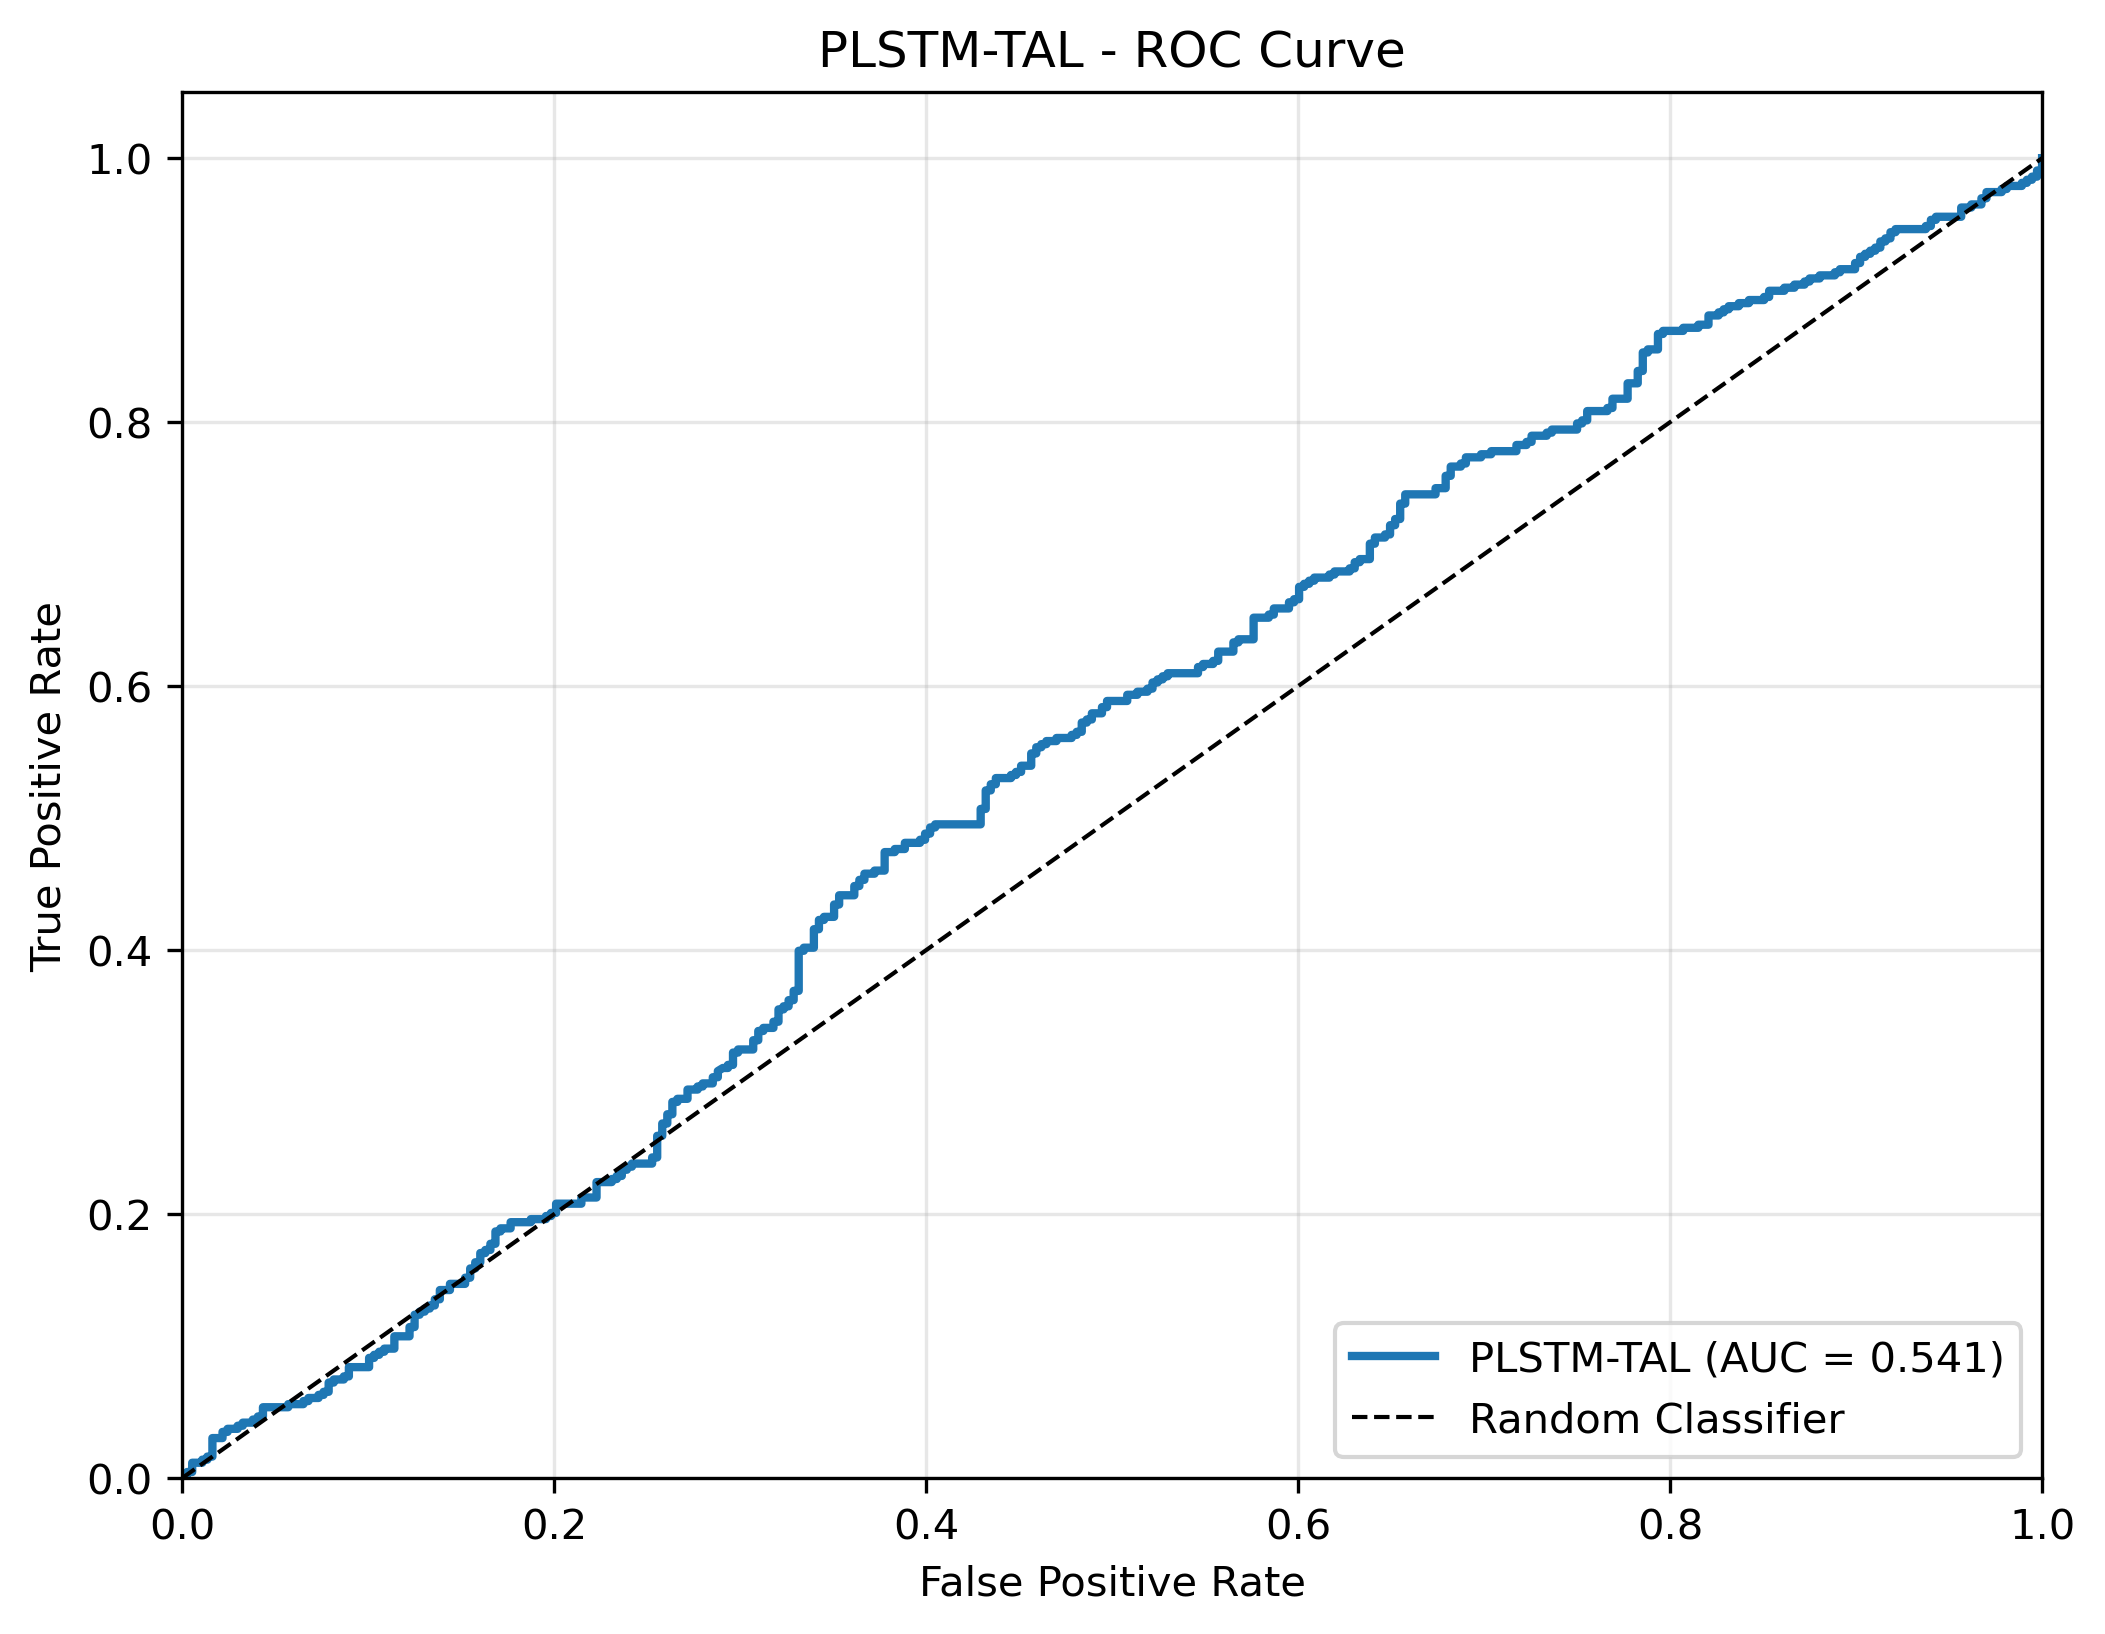 PLSTM-TAL - ROC Curve
True Positive Rate
1.0
0.8
0.6
0.4
0.2
0.0
0.0 0.2 0.4 0.6 0.8 1.0
False Positive Rate
PLSTM-TAL (AUC = 0.541)
Random Classifier